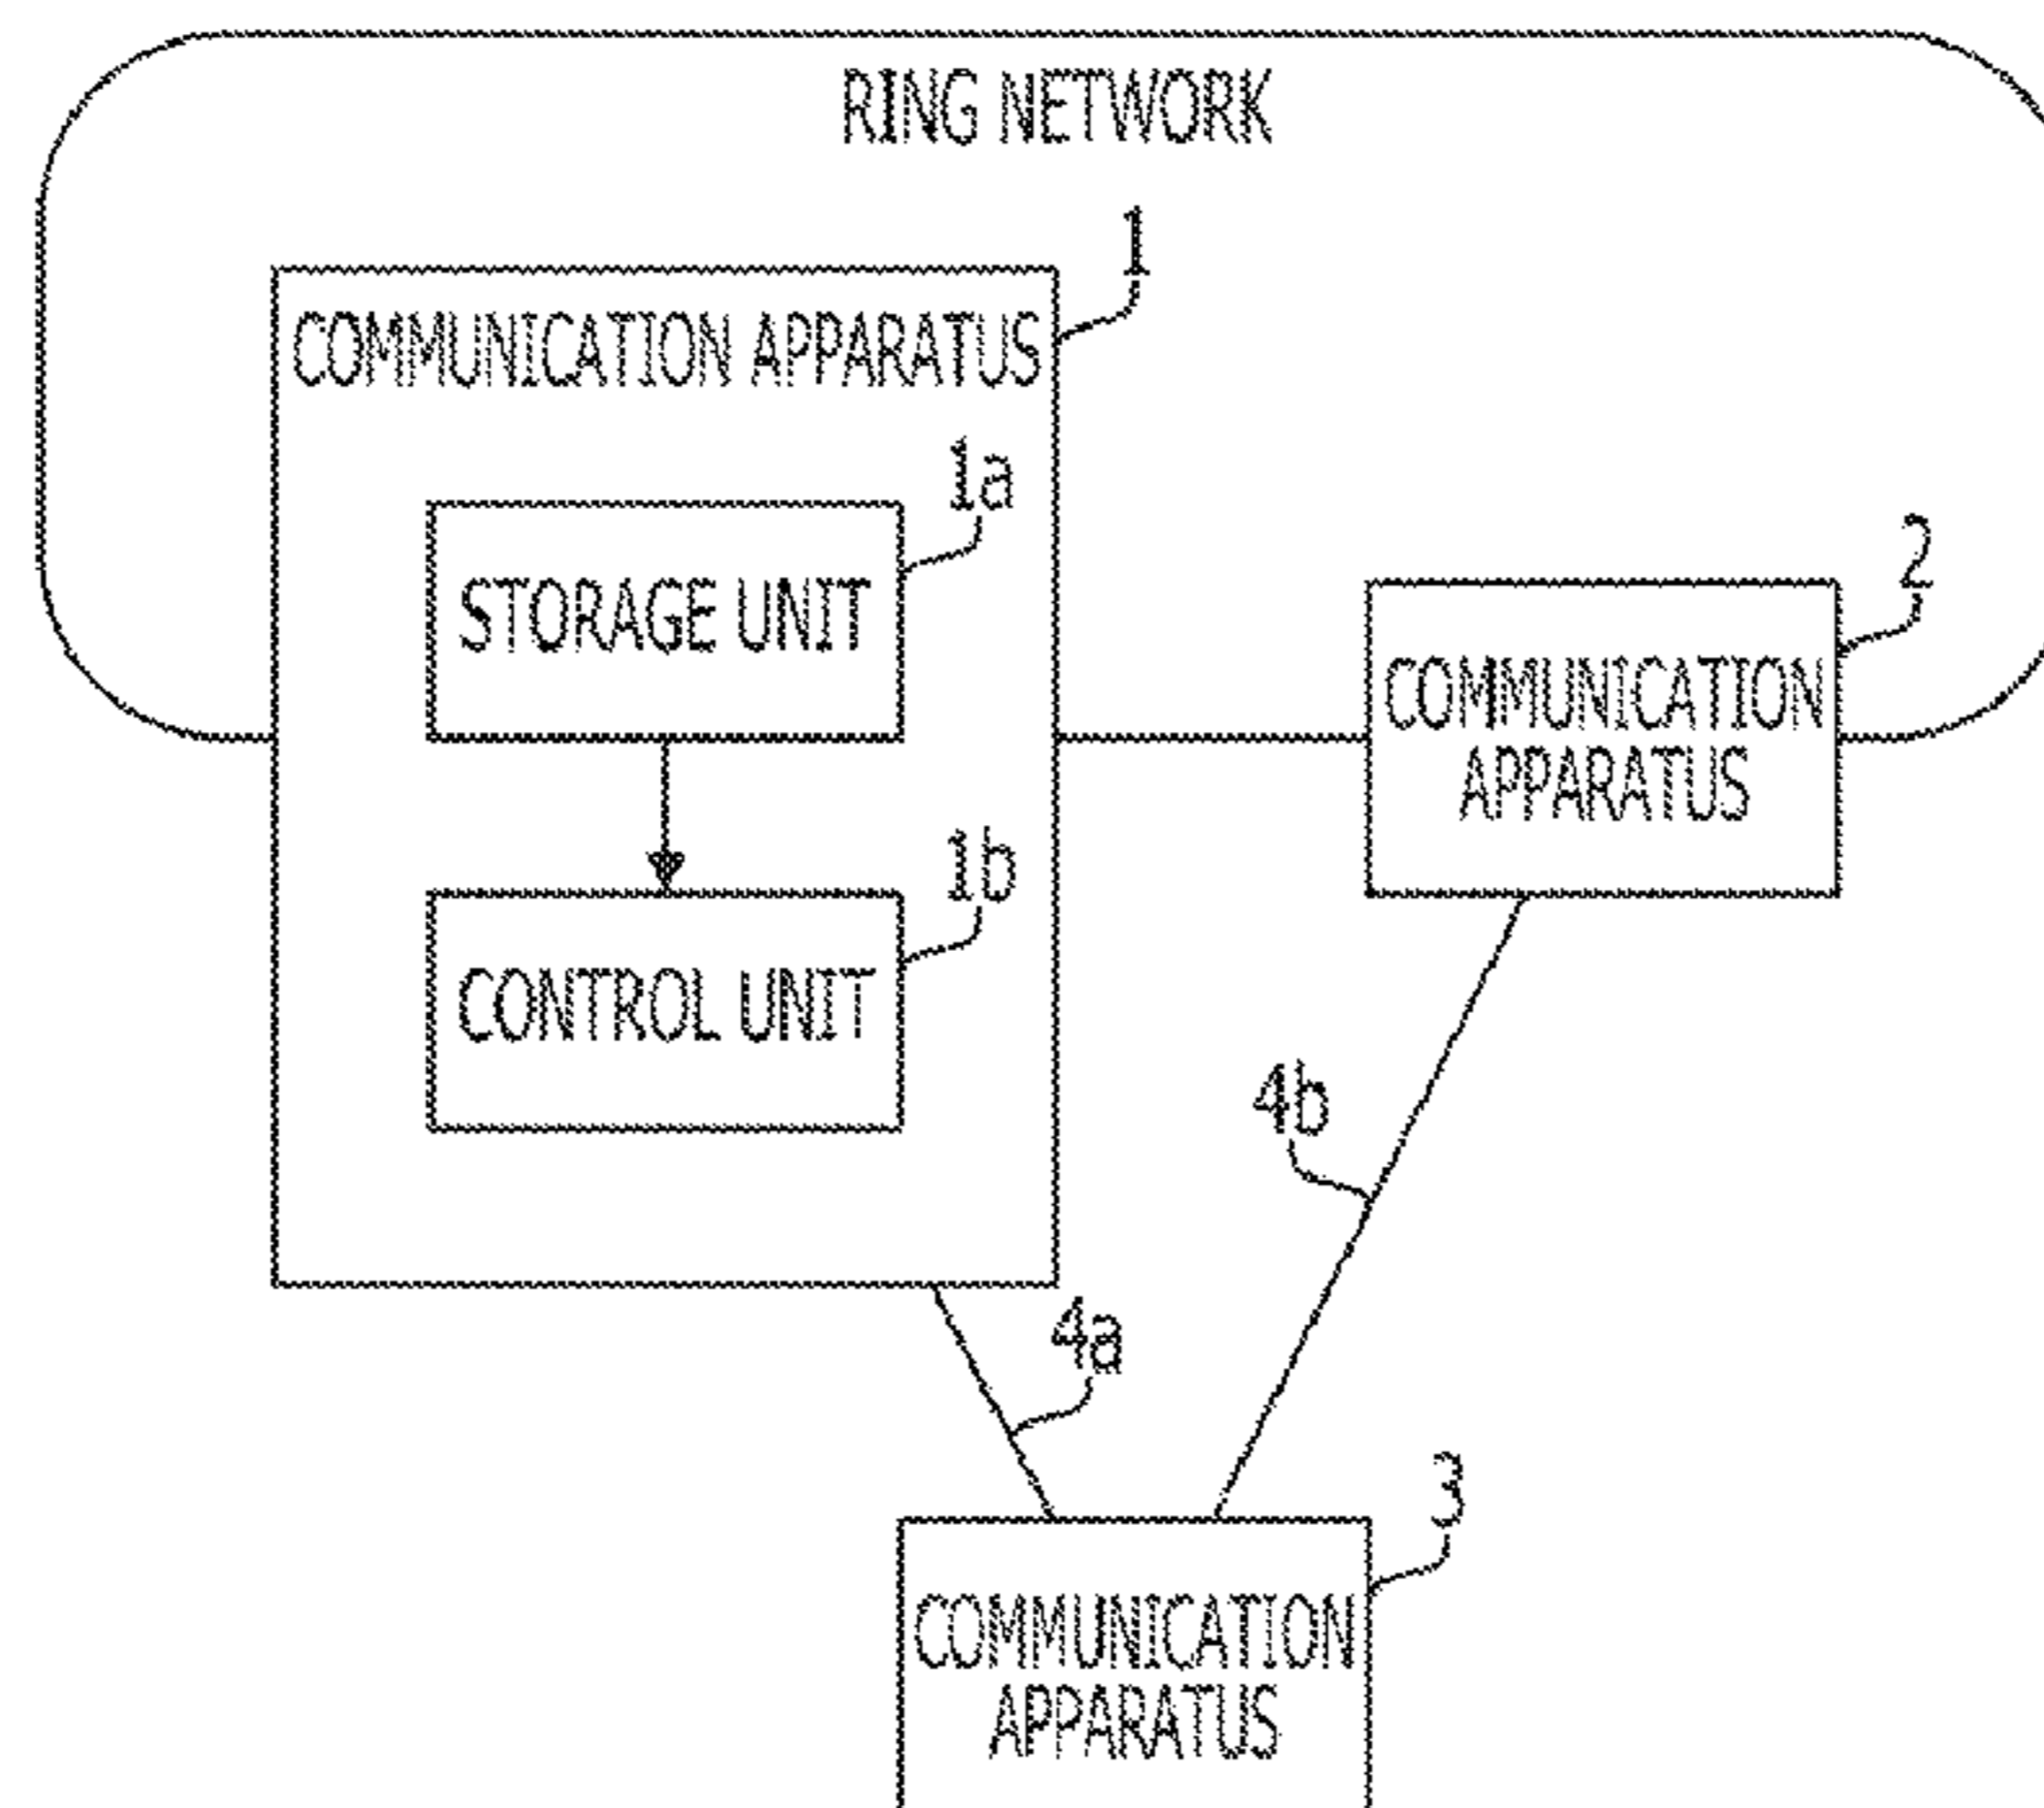 RING NETWORK
1
COMMUNICATION APPARATUS
1a
STORAGE UNIT
2
COMMUNICATION
APPARATUS
1b
CONTROL UNIT
4b
4a
3
COMMUNICATION
APPARATUS